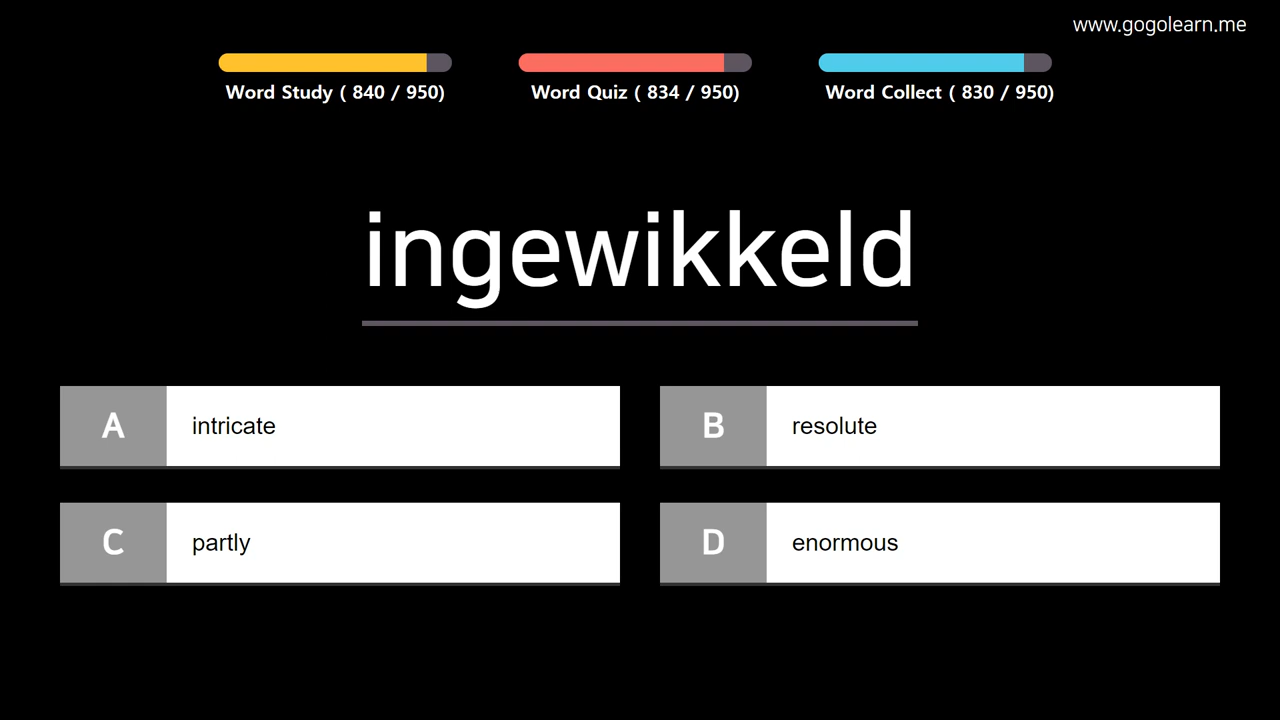 www.gogolearn.me
Word Study ( 840 / 950)
Word Quiz ( 834 / 950)
Word Collect ( 830 / 950)
ingewikkeld
A intricate
B resolute
C partly
D enormous